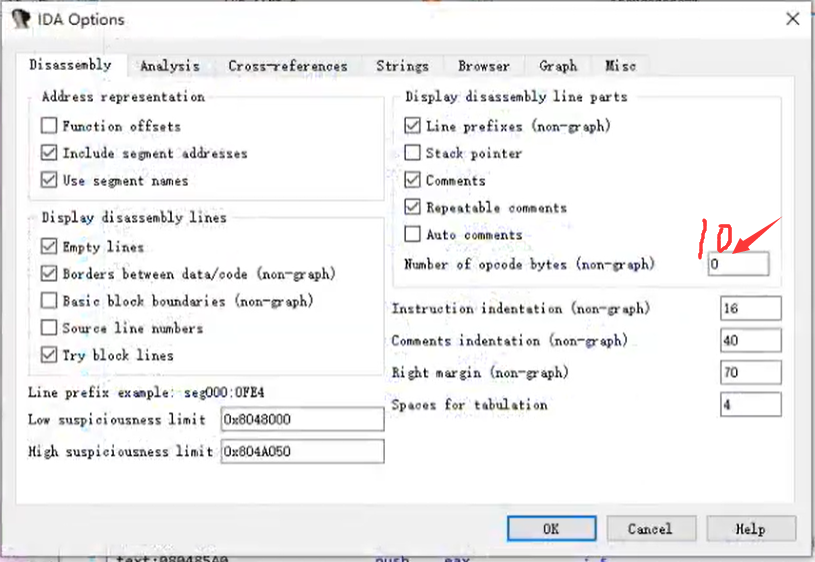 IDA Options
Disassembly Analysis Cross-references Strings Browser Graph Misc
Address representation
Function offsets
Include segment addresses
Use segment names
Display disassembly lines
Empty lines
Borders between data/code (non-graph)
Basic block boundaries (non-graph)
Source line numbers
Try block lines
Line prefix example: seg000:0FE4
Low suspiciousness limit 0x8048000
High suspiciousness limit 0x804A050
Display disassembly line parts
Line prefixes (non-graph)
Stack pointer
Comments
Repeatable comments
Auto comments
10
Number of opcode bytes (non-graph) 0
Instruction indentation (non-graph) 16
Comments indentation (non-graph) 40
Right margin (non-graph) 70
Spaces for tabulation 4
OK Cancel Help
text:080485A0 push eax